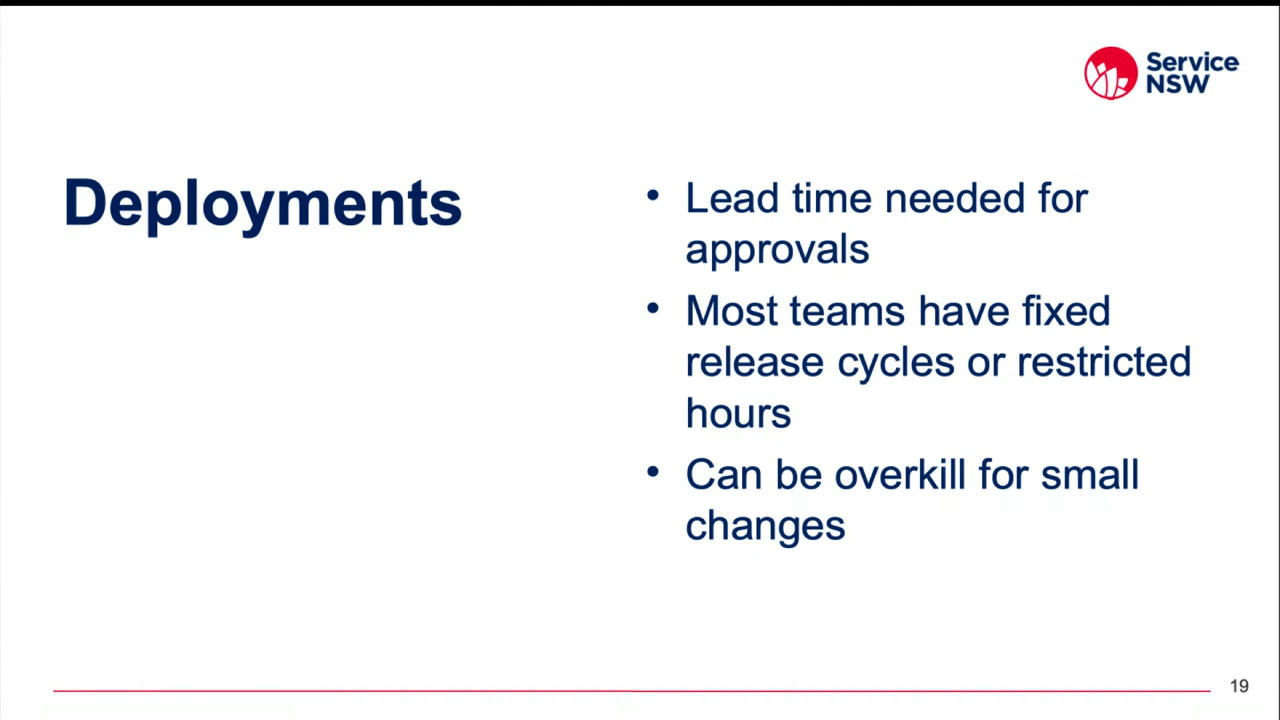 Service
NSW
Deployments
• Lead time needed for
approvals
• Most teams have fixed
release cycles or restricted
hours
• Can be overkill for small
changes
19